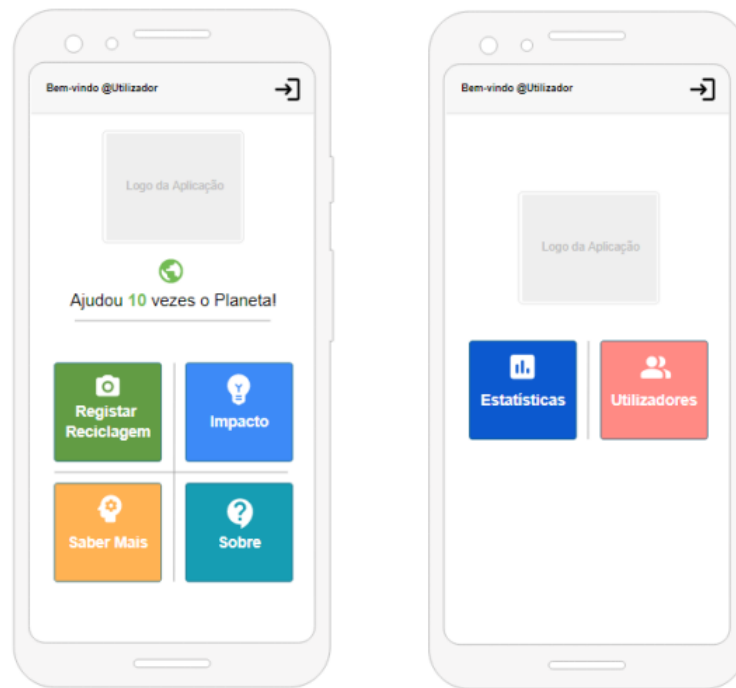 Bem-vindo @Utilizador
Logo da Aplicação
Ajudou 10 vezes o Planeta!
Registar
Reciclagem
Impacto
Saber Mais
Sobre
Bem-vindo @Utilizador
Logo da Aplicação
Estatísticas
Utilizadores